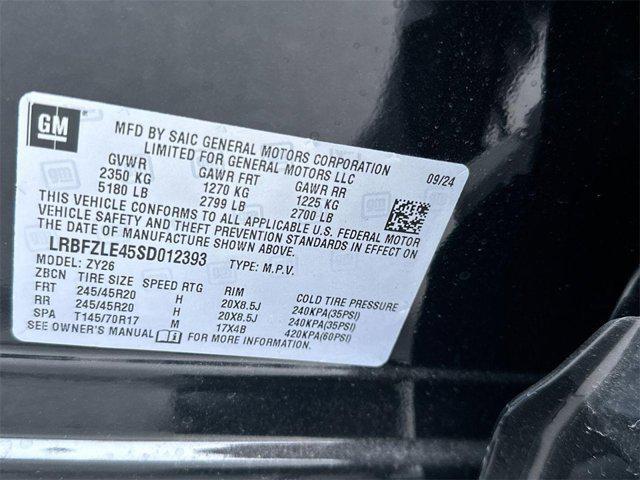 GM
MFD BY SAIC GENERAL MOTORS CORPORATION
LIMITED FOR GENERAL MOTORS LLC
09/24
GVWR GAWR FRT GAWR RR
2350 KG 1270 KG 1225 KG
5180 LB 2799 LB 2700 LB
THIS VEHICLE CONFORMS TO ALL APPLICABLE U.S. FEDERAL MOTOR
VEHICLE SAFETY AND THEFT PREVENTION STANDARDS IN EFFECT ON
THE DATE OF MANUFACTURE SHOWN ABOVE.
LRBFZLE45SD012393
MODEL: ZY26 TYPE: M.P.V.
ZBCN TIRE SIZE SPEED RTG RIM COLD TIRE PRESSURE
FRT 245/45R20 H 20X8.5J 240KPA(35PSI)
RR 245/45R20 H 20X8.5J 240KPA(35PSI)
SPA T145/70R17 M 17X4B 420KPA(60PSI)
SEE OWNER'S MANUAL FOR MORE INFORMATION.